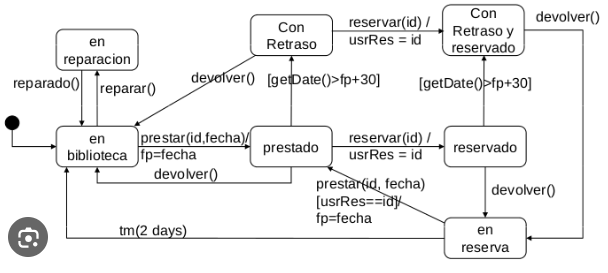 en
reparacion
Con
Retraso
reservar(id) /
usrRes = id
Con
Retraso y
reservado
devolver()
reparado()
reparar()
devolver()
[getDate()>fp+30]
[getDate()>fp+30]
en
biblioteca
prestar(id,fecha)/
fp=fecha
prestado
reservar(id) /
usrRes = id
reservado
devolver()
prestar(id, fecha)
[usrRes==id]/
fp=fecha
devolver()
tm(2 days)
en
reserva